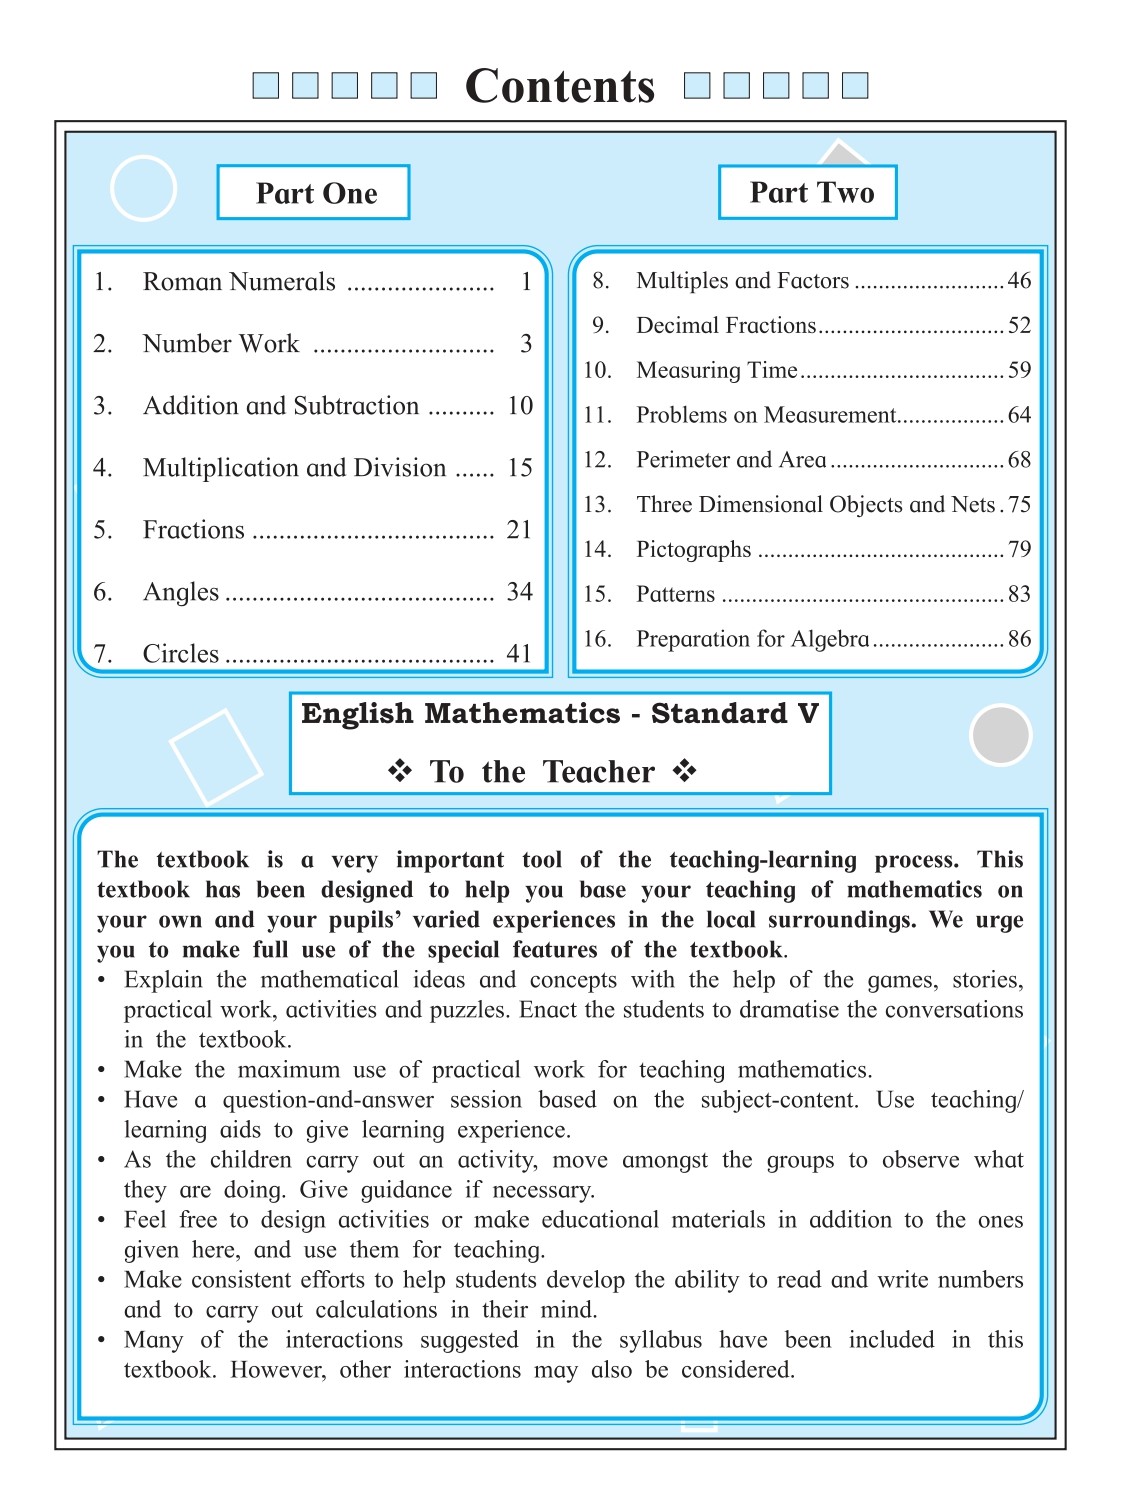 Contents
Part One
1. Roman Numerals ...................... 1
2. Number Work ........................... 3
3. Addition and Subtraction .......... 10
4. Multiplication and Division ...... 15
5. Fractions .................................... 21
6. Angles ........................................ 34
7. Circles ........................................ 41
Part Two
8. Multiples and Factors .........................46
9. Decimal Fractions...............................52
10. Measuring Time..................................59
11. Problems on Measurement..................64
12. Perimeter and Area.............................68
13. Three Dimensional Objects and Nets.75
14. Pictographs .........................................79
15. Patterns ...............................................83
16. Preparation for Algebra......................86
English Mathematics - Standard V
❖ To the Teacher ❖
The textbook is a very important tool of the teaching-learning process. This
textbook has been designed to help you base your teaching of mathematics on
your own and your pupils’ varied experiences in the local surroundings. We urge
you to make full use of the special features of the textbook.
• Explain the mathematical ideas and concepts with the help of the games, stories,
practical work, activities and puzzles. Enact the students to dramatise the conversations
in the textbook.
• Make the maximum use of practical work for teaching mathematics.
• Have a question-and-answer session based on the subject-content. Use teaching/
learning aids to give learning experience.
• As the children carry out an activity, move amongst the groups to observe what
they are doing. Give guidance if necessary.
• Feel free to design activities or make educational materials in addition to the ones
given here, and use them for teaching.
• Make consistent efforts to help students develop the ability to read and write numbers
and to carry out calculations in their mind.
• Many of the interactions suggested in the syllabus have been included in this
textbook. However, other interactions may also be considered.